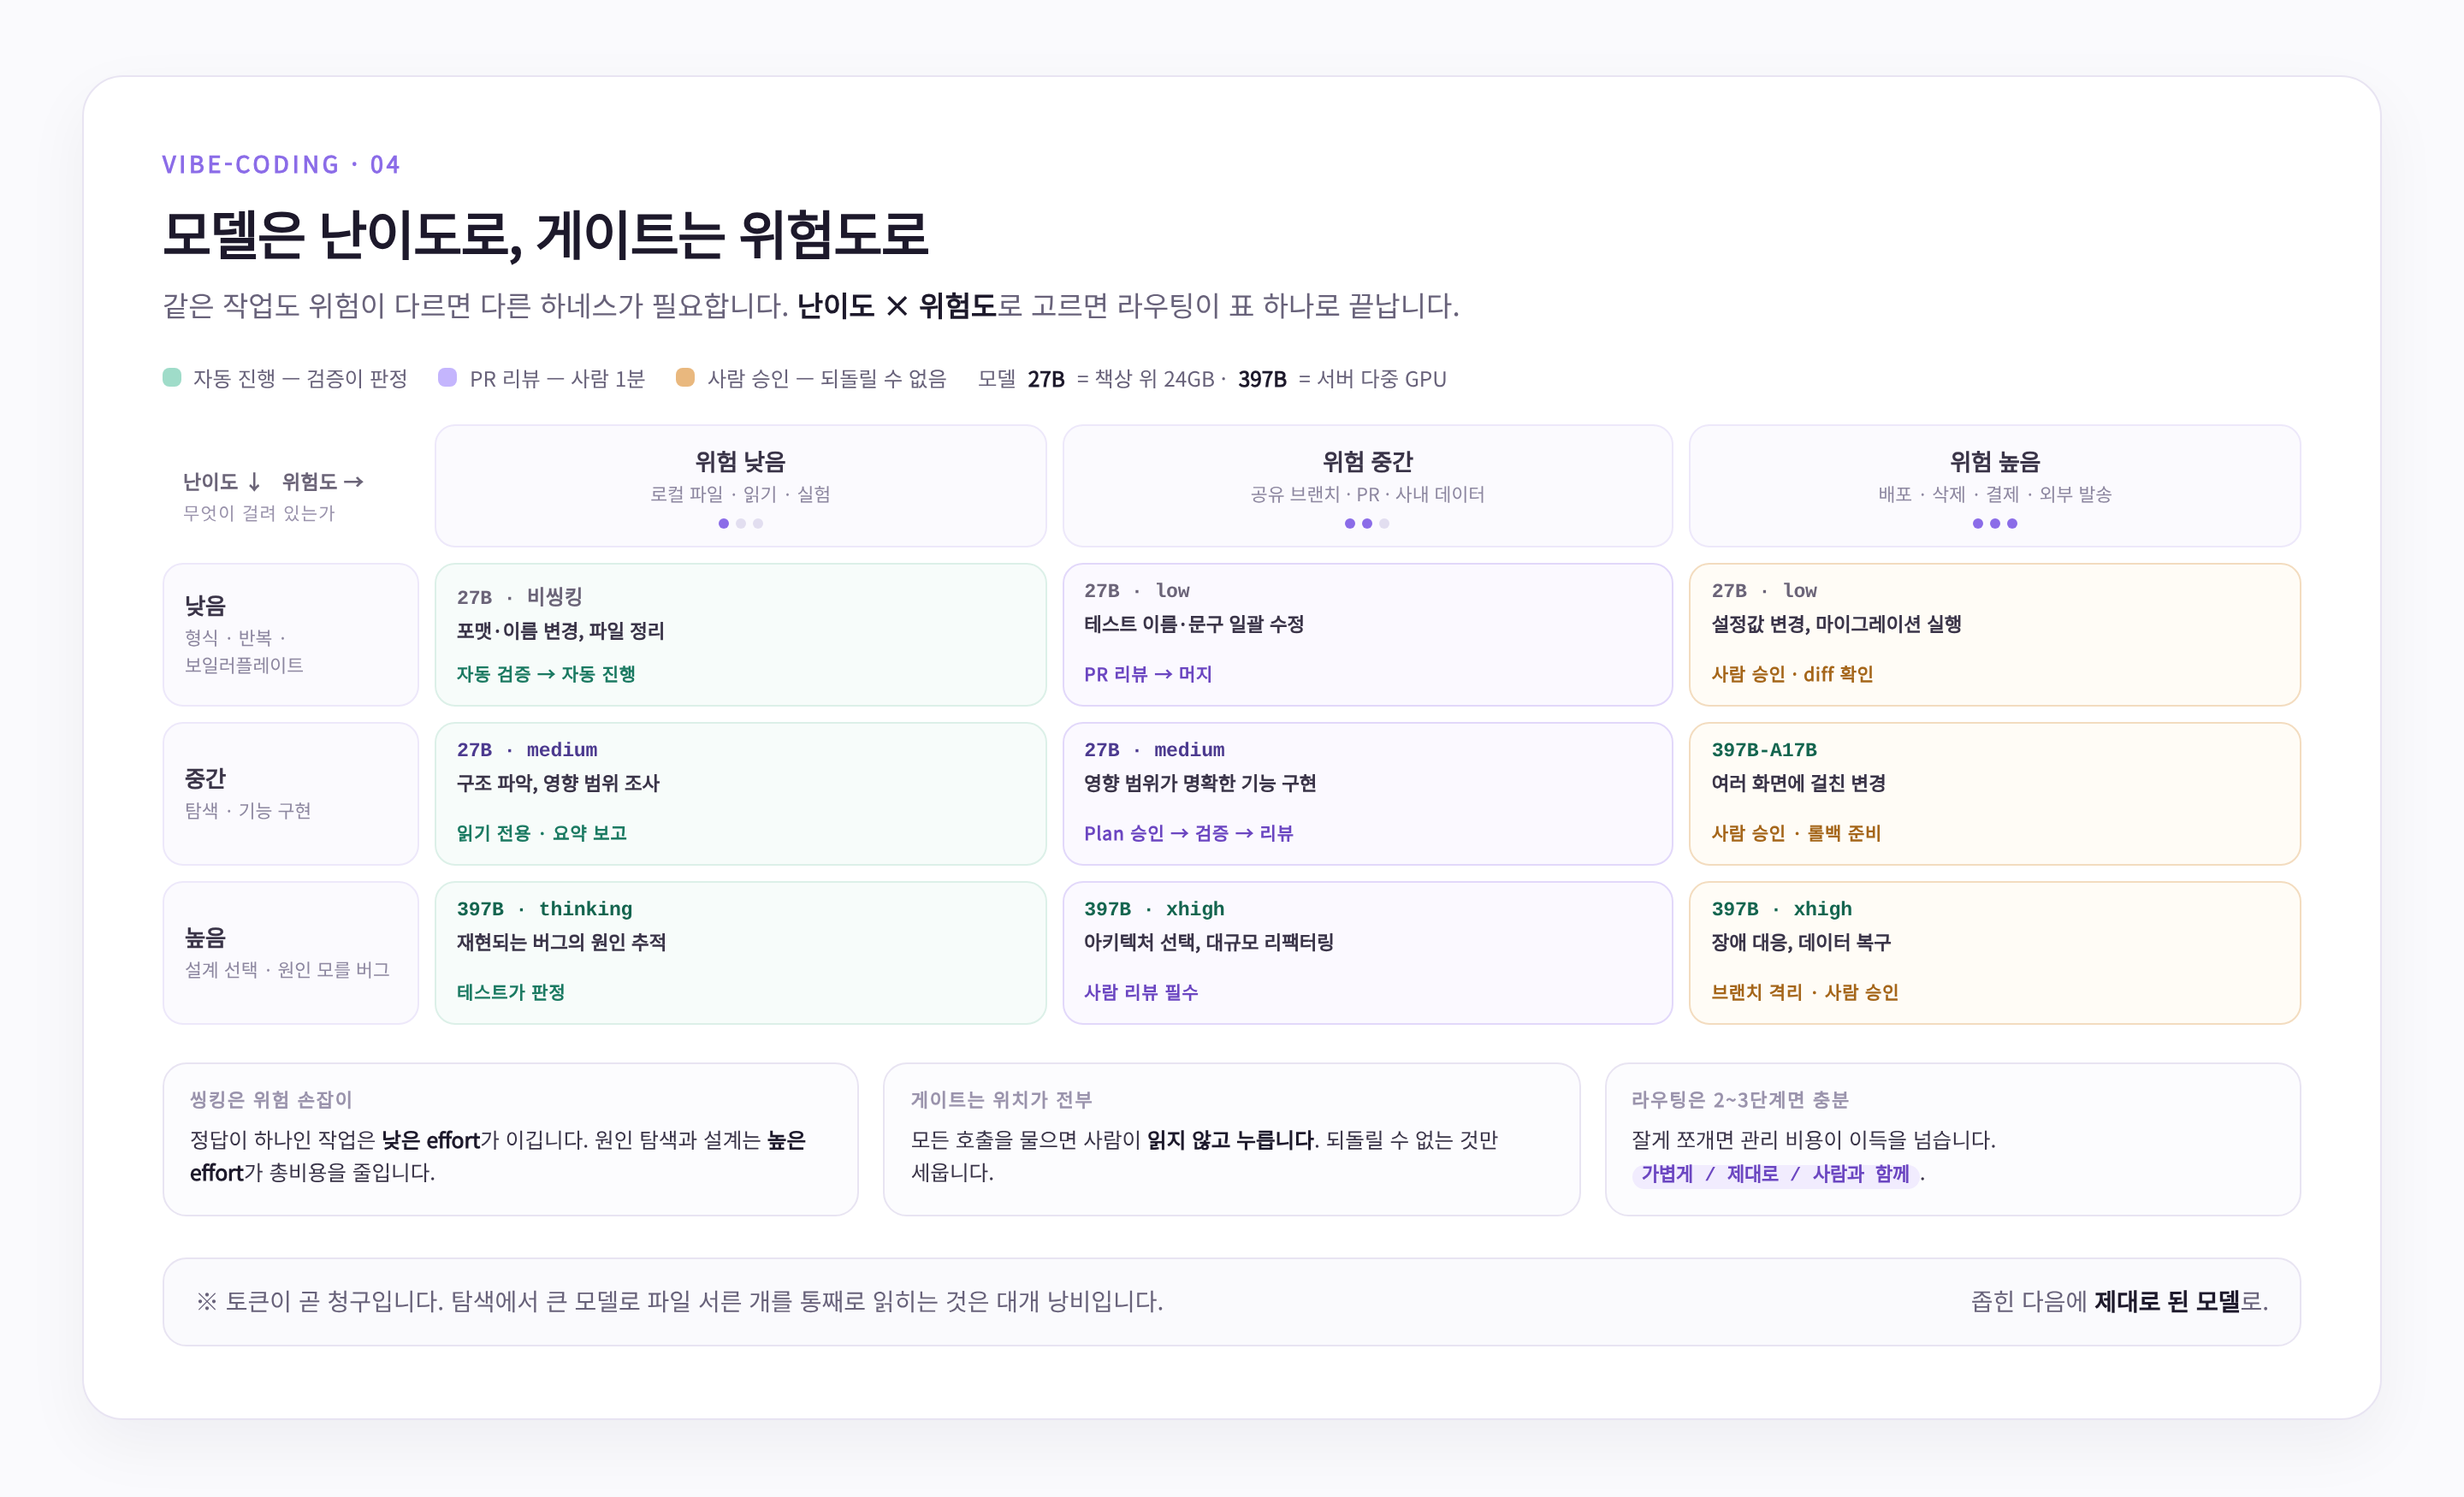 VIBE-CODING · 04
모델은 난이도로, 게이트는 위험도로
같은 작업도 위험이 다르면 다른 하네스가 필요합니다. 난이도 × 위험도로 고르면 라우팅이 표 하나로 끝납니다.
자동 진행 — 검증이 판정 PR 리뷰 — 사람 1분 사람 승인 — 되돌릴 수 없음 모델 27B = 책상 위 24GB · 397B = 서버 다중 GPU
난이도 ↓ 위험도 →
무엇이 걸려 있는가
위험 낮음
로컬 파일 · 읽기 · 실험
위험 중간
공유 브랜치 · PR · 사내 데이터
위험 높음
배포 · 삭제 · 결제 · 외부 발송
낮음
형식 · 반복 ·
보일러플레이트
27B · 비씽킹
포맷·이름 변경, 파일 정리
자동 검증 → 자동 진행
27B · low
테스트 이름·문구 일괄 수정
PR 리뷰 → 머지
27B · low
설정값 변경, 마이그레이션 실행
사람 승인 · diff 확인
중간
탐색 · 기능 구현
27B · medium
구조 파악, 영향 범위 조사
읽기 전용 · 요약 보고
27B · medium
영향 범위가 명확한 기능 구현
Plan 승인 → 검증 → 리뷰
397B-A17B
여러 화면에 걸친 변경
사람 승인 · 롤백 준비
높음
설계 선택 · 원인 모를 버그
397B · thinking
재현되는 버그의 원인 추적
테스트가 판정
397B · xhigh
아키텍처 선택, 대규모 리팩터링
사람 리뷰 필수
397B · xhigh
장애 대응, 데이터 복구
브랜치 격리 · 사람 승인
씽킹은 위험 손잡이
정답이 하나인 작업은 낮은 effort가 이깁니다. 원인 탐색과 설계는 높은
effort가 총비용을 줄입니다.
게이트는 위치가 전부
모든 호출을 물으면 사람이 읽지 않고 누릅니다. 되돌릴 수 없는 것만
세웁니다.
라우팅은 2~3단계면 충분
잘게 쪼개면 관리 비용이 이득을 넘습니다.
가볍게 / 제대로 / 사람과 함께 .
※ 토큰이 곧 청구입니다. 탐색에서 큰 모델로 파일 서른 개를 통째로 읽히는 것은 대개 낭비입니다.
좁힌 다음에 제대로 된 모델로.